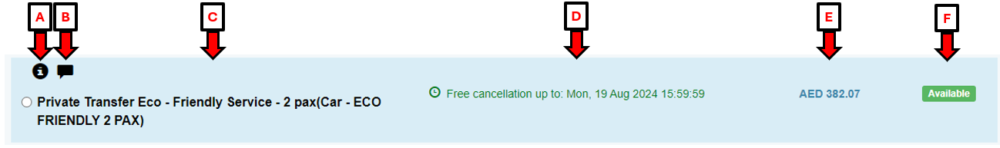 A B C D E F
Private Transfer Eco - Friendly Service - 2 pax(Car - ECO
FRIENDLY 2 PAX)
Free cancellation up to: Mon, 19 Aug 2024 15:59:59
AED 382.07
Available